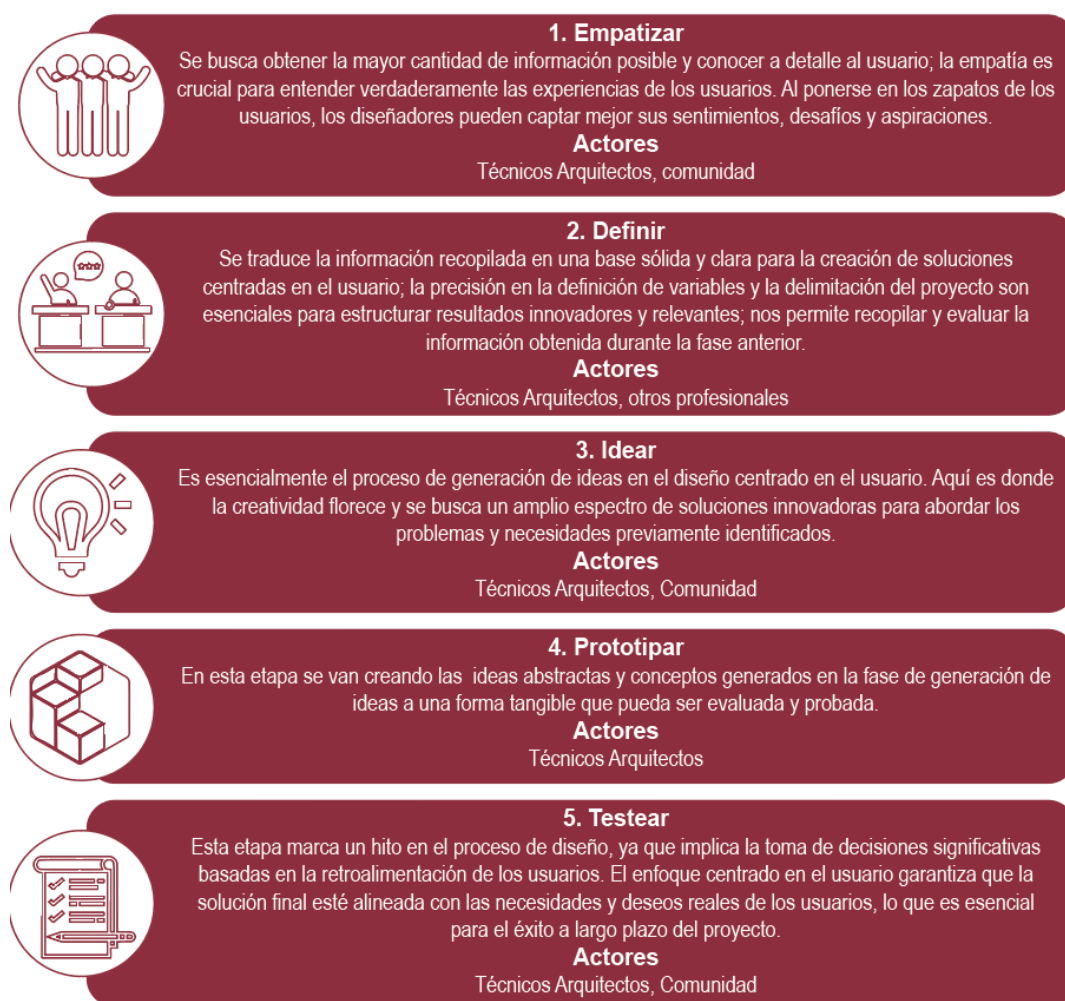 1. Empatizar
Se busca obtener la mayor cantidad de información posible y conocer a detalle al usuario; la empatía es
crucial para entender verdaderamente las experiencias de los usuarios. Al ponerse en los zapatos de los
usuarios, los diseñadores pueden captar mejor sus sentimientos, desafíos y aspiraciones.
Actores
Técnicos Arquitectos, comunidad
2. Definir
Se traduce la información recopilada en una base sólida y clara para la creación de soluciones
centradas en el usuario; la precisión en la definición de variables y la delimitación del proyecto son
esenciales para estructurar resultados innovadores y relevantes; nos permite recopilar y evaluar la
información obtenida durante la fase anterior.
Actores
Técnicos Arquitectos, otros profesionales
3. Idear
Es esencialmente el proceso de generación de ideas en el diseño centrado en el usuario. Aquí es donde
la creatividad florece y se busca un amplio espectro de soluciones innovadoras para abordar los
problemas y necesidades previamente identificados.
Actores
Técnicos Arquitectos, Comunidad
4. Prototipar
En esta etapa se van creando las ideas abstractas y conceptos generados en la fase de generación de
ideas a una forma tangible que pueda ser evaluada y probada.
Actores
Técnicos Arquitectos
5. Testear
Esta etapa marca un hito en el proceso de diseño, ya que implica la toma de decisiones significativas
basadas en la retroalimentación de los usuarios. El enfoque centrado en el usuario garantiza que la
solución final esté alineada con las necesidades y deseos reales de los usuarios, lo que es esencial
para el éxito a largo plazo del proyecto.
Actores
Técnicos Arquitectos, Comunidad